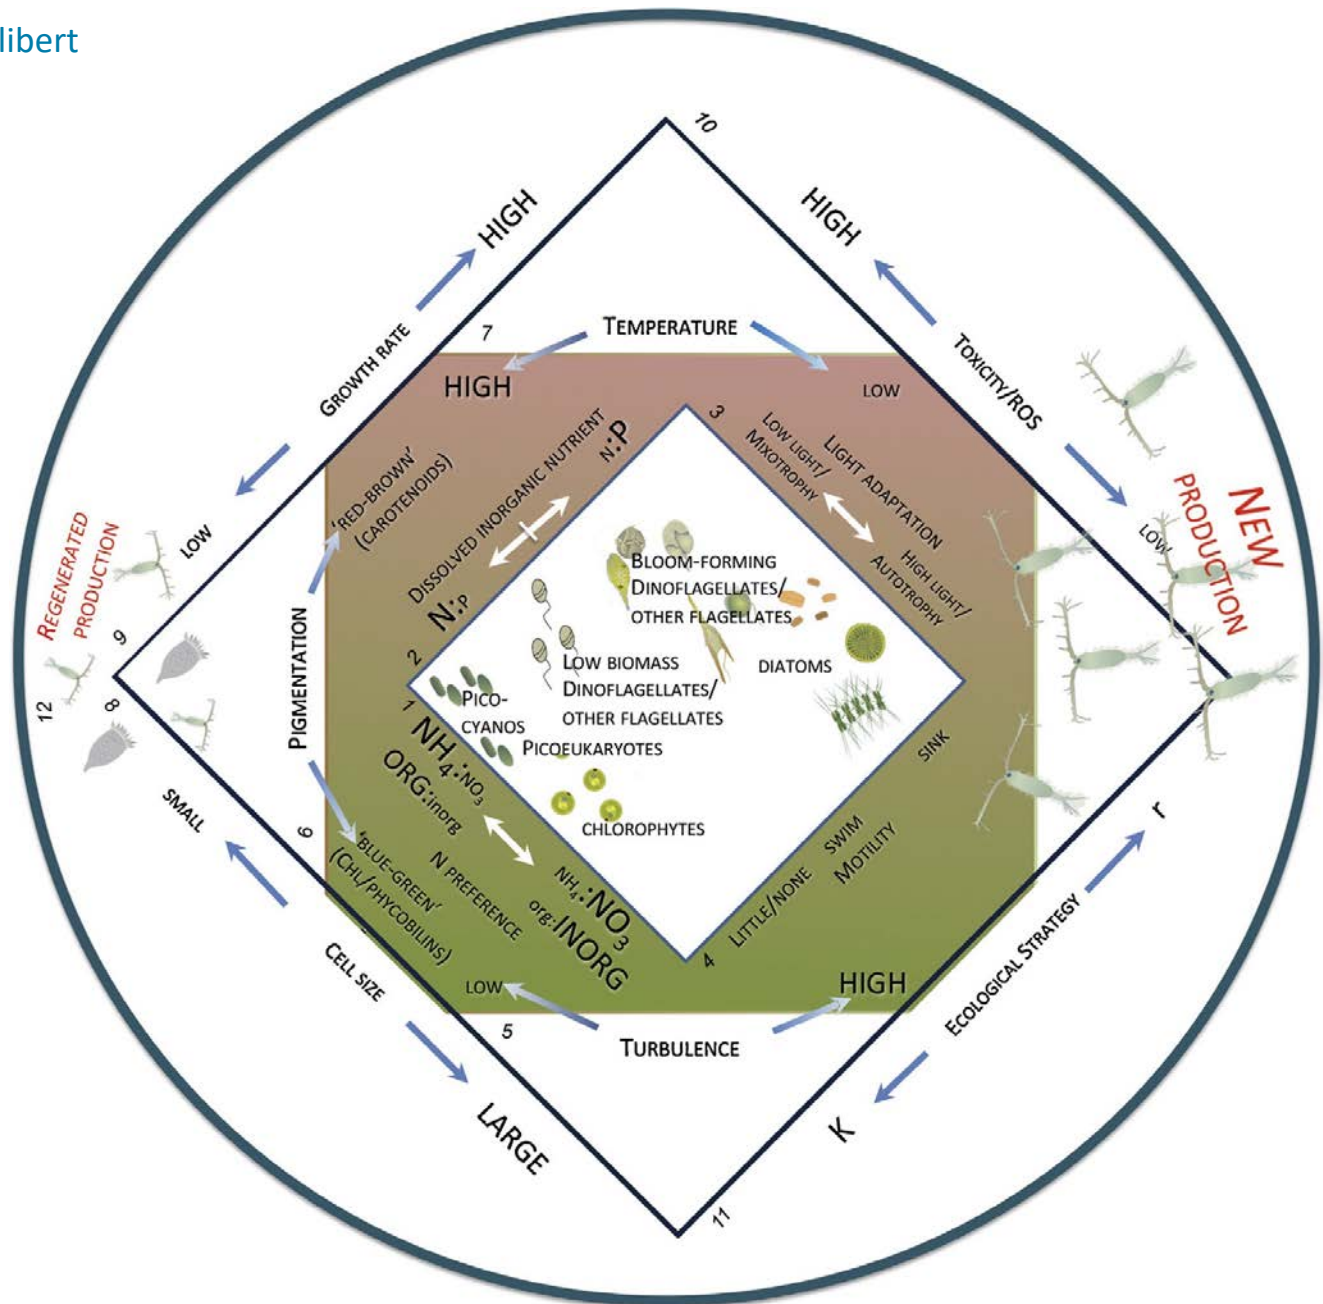 libert
10
HIGH
HIGH
GROWTH RATE
LOW
TOXICITY/ROS
LOW
7
TEMPERATURE
HIGH
LOW
'RED-BROWN'
(CAROTENOIDS)
PIGMENTATION
'BLUE-GREEN'
(CHL/PHYCOBILINS)
6
DISSOLVED INORGANIC NUTRIENT
N:P
N:P
2
3
LOW LIGHT/
MIXOTROPHY
LIGHT ADAPTATION
HIGH LIGHT/
AUTOTROPHY
NEW
PRODUCTION
REGENERATED
PRODUCTION
9
12
8
BLOOM-FORMING
DINOFLAGELLATES/
OTHER FLAGELLATES
LOW BIOMASS
DINOFLAGELLATES/
OTHER FLAGELLATES
DIATOMS
PICO-
CYANOS
PICOEUKARYOTES
CHLOROPHYTES
1
NH4:NO3
ORG:inorg
N PREFERENCE
NH4:NO3
org:INORG
4
SINK
SWIM
LITTLE/NONE
MOTILITY
SMALL
CELL SIZE
LARGE
LOW
HIGH
5
TURBULENCE
r
ECOLOGICAL STRATEGY
K
11